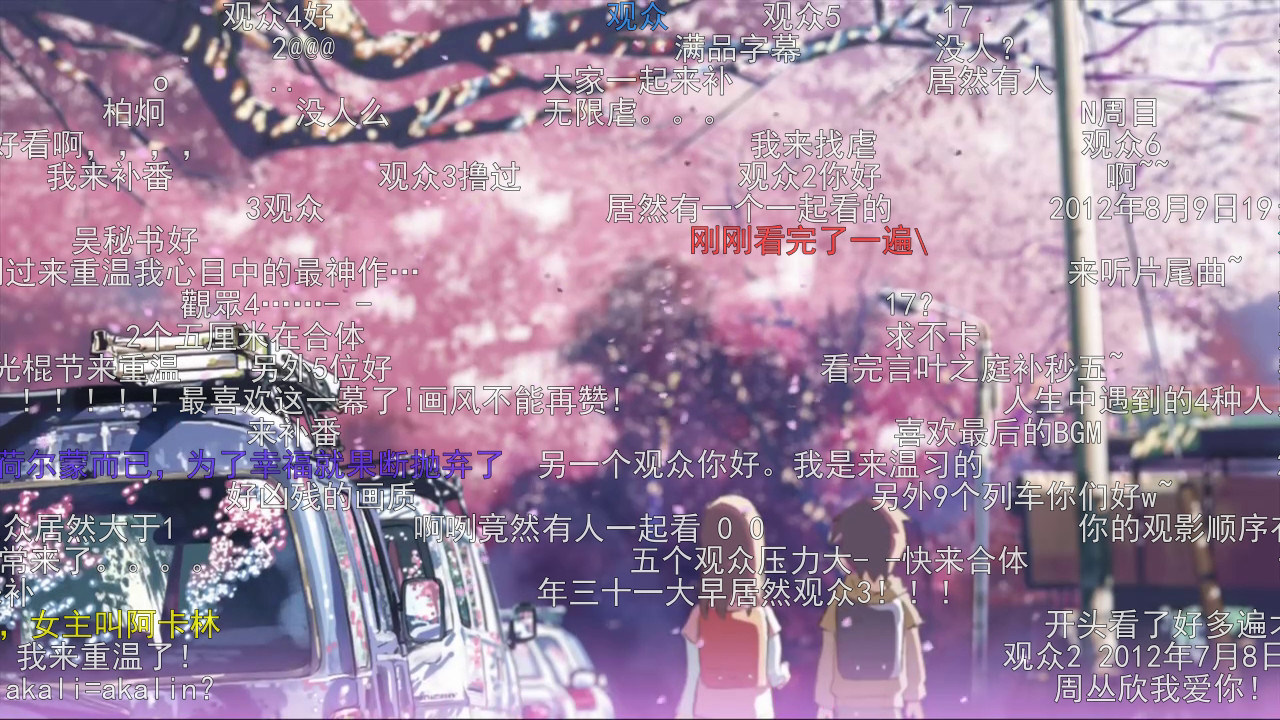 观众4好 观众 观众5 17
2@@@ 满品字幕 没人？
o .. 大家一起来补 居然有人
柏炯 没人么 无限虐。。。 N周目
好看啊，，，， 我来找虐 观众6
我来补番 观众3撸过 观众2你好 啊~~
3观众 居然有一个一起看的 2012年8月9日19
吴秘书好 刚刚看完了一遍\
过来重温我心目中的最神作… 来听片尾曲~
觀眾4………- - 17?
2个五厘米在合体 求不卡
光棍节来重温 另外5位好 看完言叶之庭补秒五~
！！！！！最喜欢这一幕了!画风不能再赞! 人生中遇到的4种人
来补番 喜欢最后的BGM
荷尔蒙而已，为了幸福就果断抛弃了 另一个观众你好。我是来温习的
好凶残的画质 另外9个列车你们好w~
众居然大于1 啊咧竟然有人一起看 0 0 你的观影顺序
常来了。。。。 五个观众压力大- -快来合体
补 年三十一大早居然观众3！！！
，女主叫阿卡林 开头看了好多遍
我来重温了! 观众2 2012年7月8日
akali=akalin? 周丛欣我爱你!